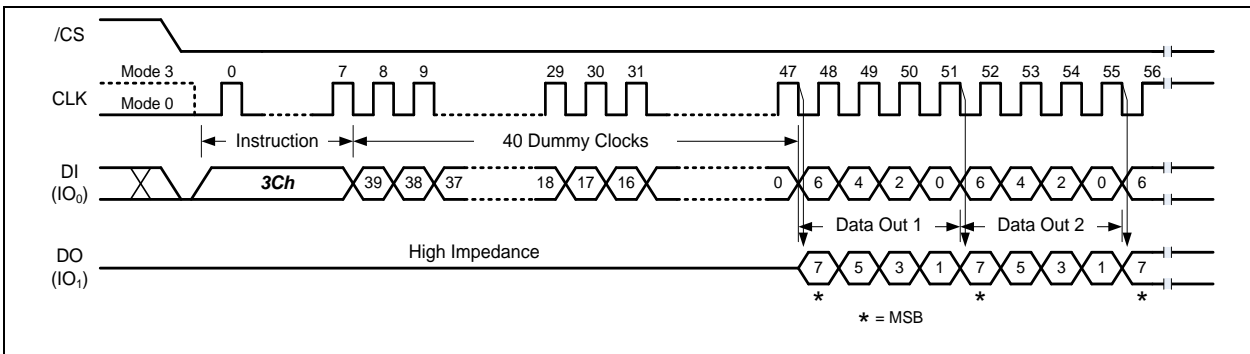 /CS
Mode 3 0 7 8 9 29 30 31 47 48 49 50 51 52 53 54 55 56
CLK
Mode 0
Instruction 40 Dummy Clocks
DI
(IO0)
3Ch 39 38 37 18 17 16 0 6 4 2 0 6 4 2 0 6
Data Out 1 Data Out 2
DO
(IO1)
High Impedance
7 5 3 1 7 5 3 1 7
* * *
* = MSB